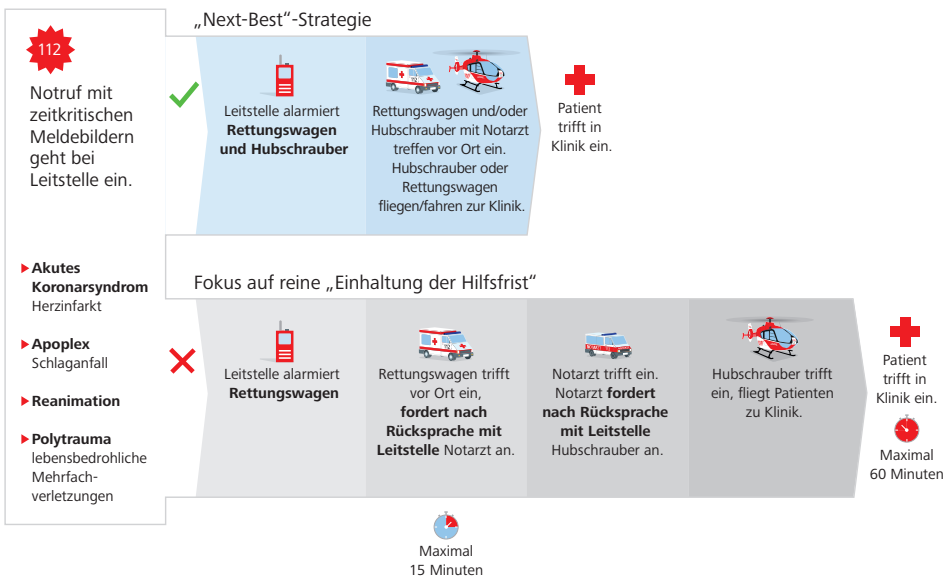 112
Notruf mit
zeitkritischen
Meldebildern
geht bei
Leitstelle ein.
▶ Akutes
Koronarsyndrom
Herzinfarkt
▶ Apoplex
Schlaganfall
▶ Reanimation
▶ Polytrauma
lebensbedrohliche
Mehrfach-
verletzungen
„Next-Best“-Strategie
Leitstelle alarmiert
Rettungswagen
und Hubschrauber
Rettungswagen und/oder
Hubschrauber mit Notarzt
treffen vor Ort ein.
Hubschrauber oder
Rettungswagen
fliegen/fahren zur Klinik.
Patient
trifft in
Klinik ein.
Fokus auf reine „Einhaltung der Hilfsfrist“
Leitstelle alarmiert
Rettungswagen
Rettungswagen trifft
vor Ort ein,
fordert nach
Rücksprache mit
Leitstelle Notarzt an.
Notarzt trifft ein.
Notarzt fordert
nach Rücksprache
mit Leitstelle
Hubschrauber an.
Hubschrauber trifft
ein, fliegt Patienten
zu Klinik.
Patient
trifft in
Klinik ein.
Maximal
60 Minuten
Maximal
15 Minuten